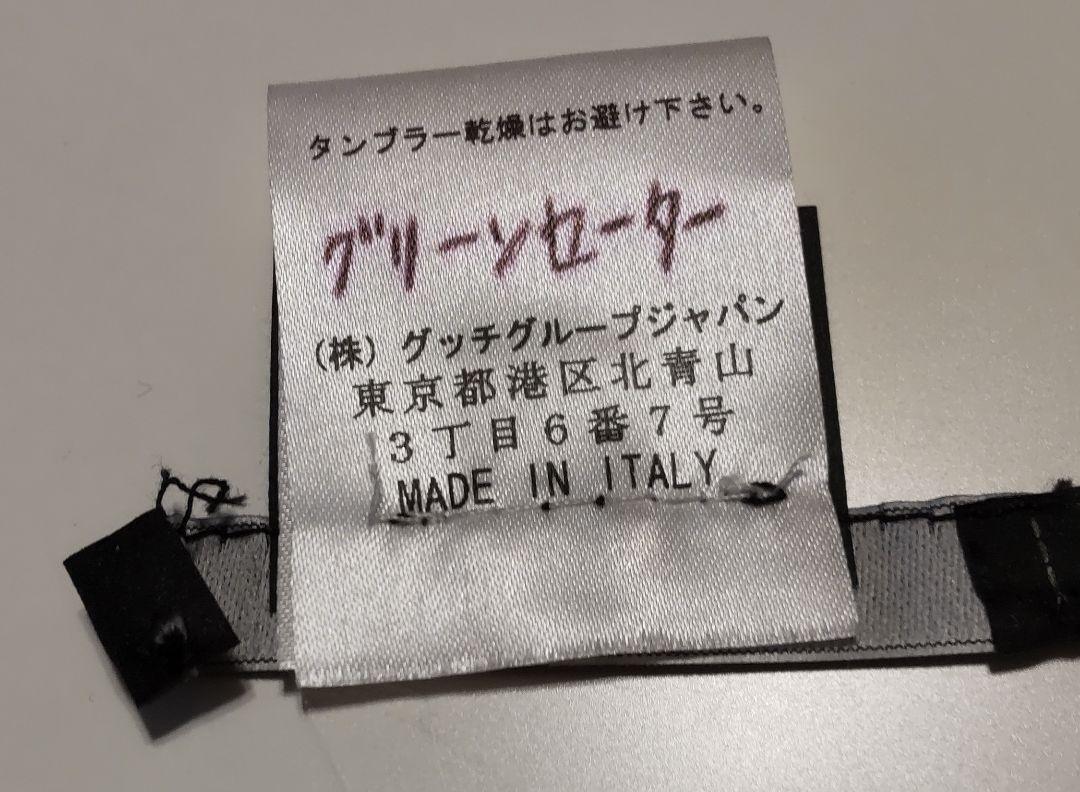 タンブラー乾燥はお避け下さい。
グリーンセーター
（株）グッチグループジャパン
東京都港区北青山
3丁目6番7号
MADE IN ITALY